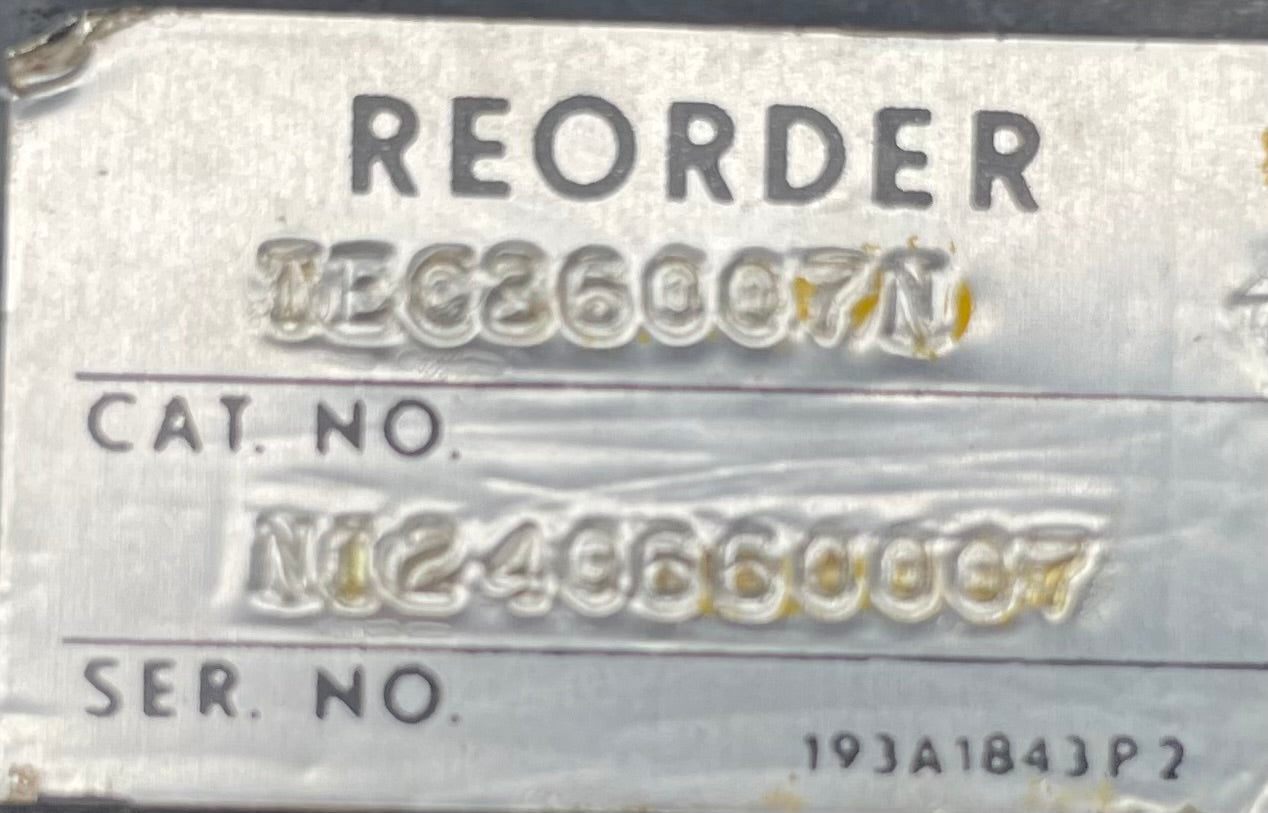 REORDER
TEC36007N
CAT. NO.
SER. NO.
193A1843P2